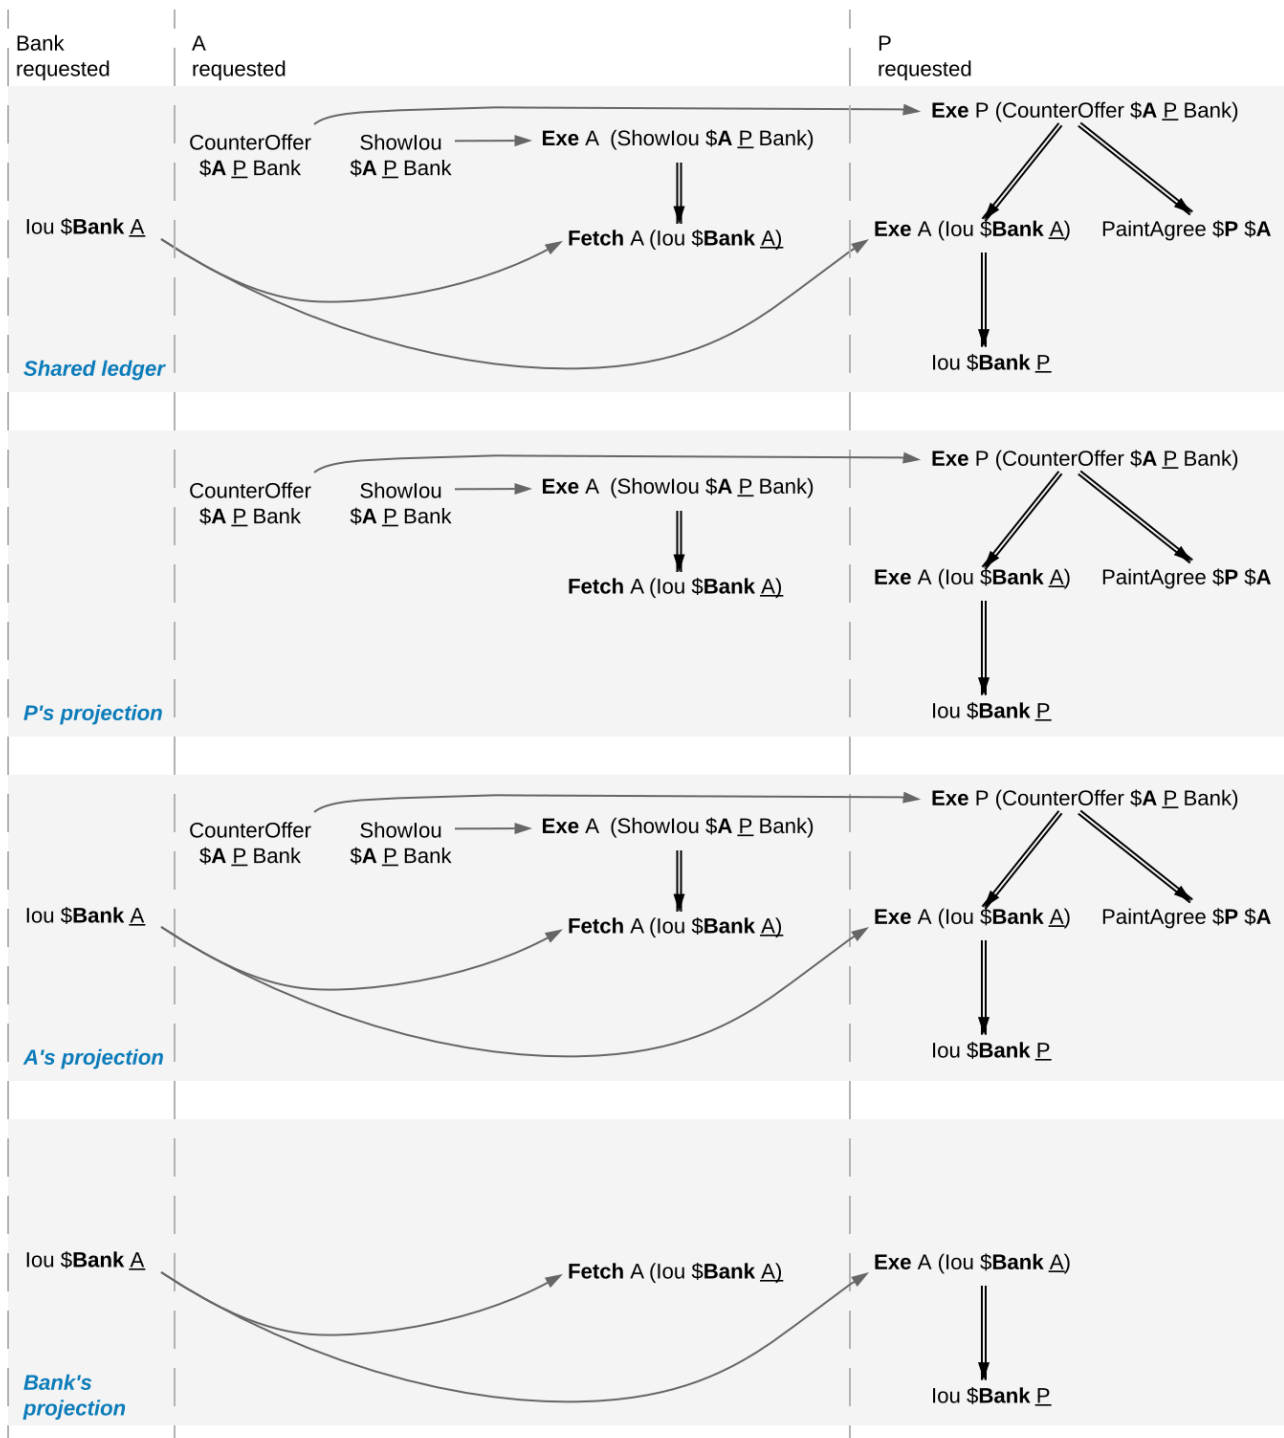 Bank
requested
A
requested
P
requested
Exe P (CounterOffer $A P Bank)
CounterOffer
$A P Bank
ShowIou
$A P Bank
Exe A (ShowIou $A P Bank)
Iou $Bank A
Fetch A (Iou $Bank A)
Exe A (Iou $Bank A)
PaintAgree $P $A
Iou $Bank P
Shared ledger
Exe P (CounterOffer $A P Bank)
CounterOffer
$A P Bank
ShowIou
$A P Bank
Exe A (ShowIou $A P Bank)
Fetch A (Iou $Bank A)
Exe A (Iou $Bank A)
PaintAgree $P $A
Iou $Bank P
P's projection
Exe P (CounterOffer $A P Bank)
CounterOffer
$A P Bank
ShowIou
$A P Bank
Exe A (ShowIou $A P Bank)
Iou $Bank A
Fetch A (Iou $Bank A)
Exe A (Iou $Bank A)
PaintAgree $P $A
Iou $Bank P
A's projection
Iou $Bank A
Fetch A (Iou $Bank A)
Exe A (Iou $Bank A)
Iou $Bank P
Bank's
projection